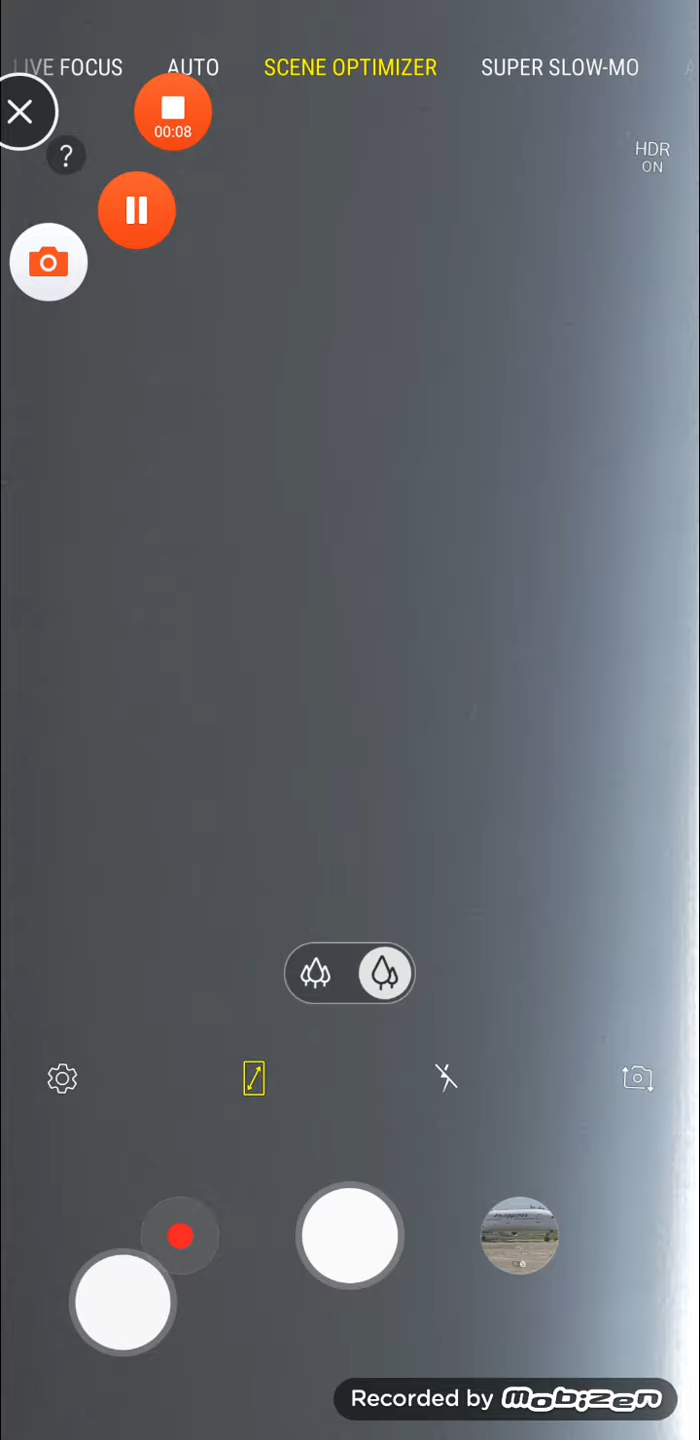 LIVE FOCUS AUTO SCENE OPTIMIZER SUPER SLOW-MO
00:08
?
HDR
ON
Recorded by mobizen